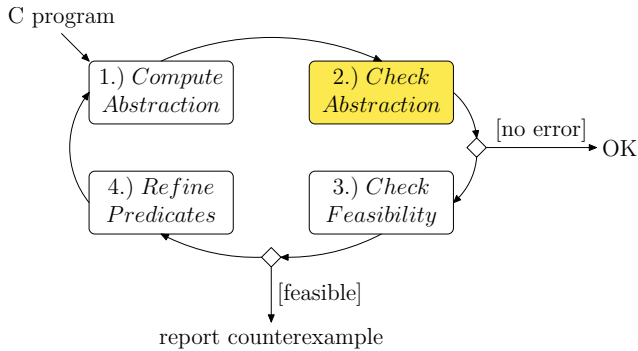 C program
1.) Compute
Abstraction
2.) Check
Abstraction
[no error]
OK
4.) Refine
Predicates
3.) Check
Feasibility
[feasible]
report counterexample